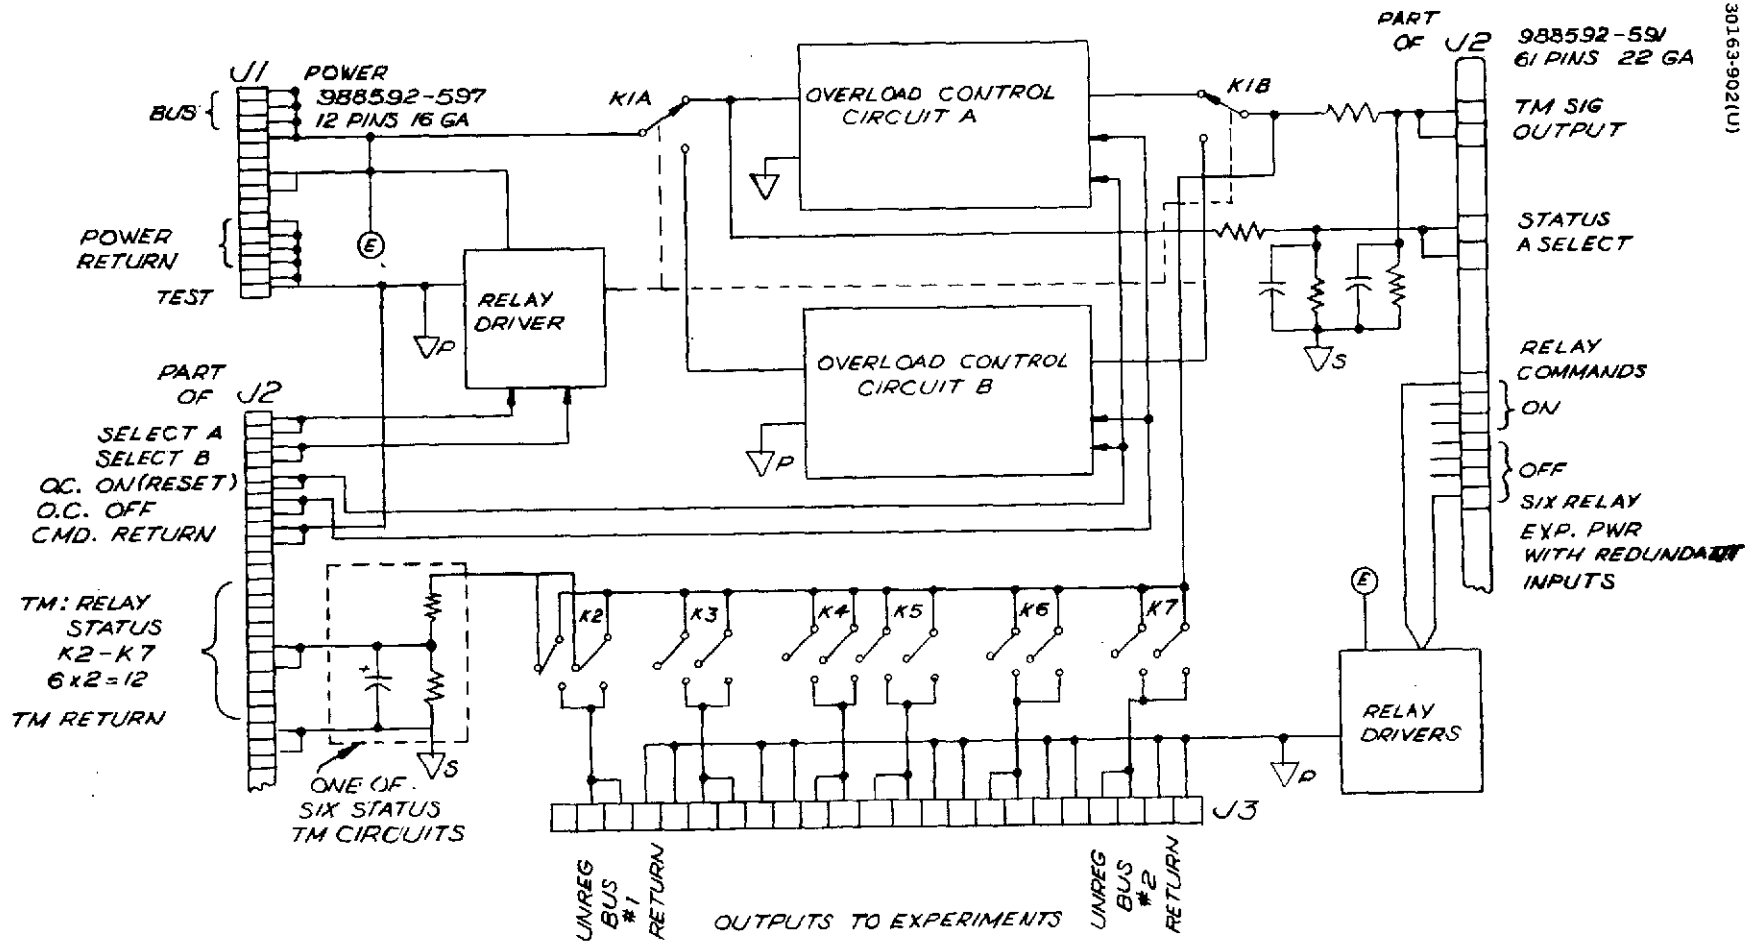 30163-902(U)
PART
OF J2
988592-591
61 PINS 22 GA
J1
POWER
988592-597
12 PINS 16 GA
BUS
K1A
OVERLOAD CONTROL
CIRCUIT A
K1B
TM SIG
OUTPUT
POWER
RETURN
E
STATUS
A SELECT
TEST
RELAY
DRIVER
P
S
OVERLOAD CONTROL
CIRCUIT B
P
RELAY
COMMANDS
ON
OFF
SIX RELAY
EXP. PWR
WITH REDUNDANT
INPUTS
PART
OF J2
SELECT A
SELECT B
O.C. ON (RESET)
O.C. OFF
CMD. RETURN
TM: RELAY
STATUS
K2-K7
6 x 2 = 12
TM RETURN
+
S
ONE OF
SIX STATUS
TM CIRCUITS
K2
K3
K4
K5
K6
K7
E
RELAY
DRIVERS
P
J3
UNREG
BUS
#1
RETURN
OUTPUTS TO EXPERIMENTS
UNREG
BUS
#2
RETURN